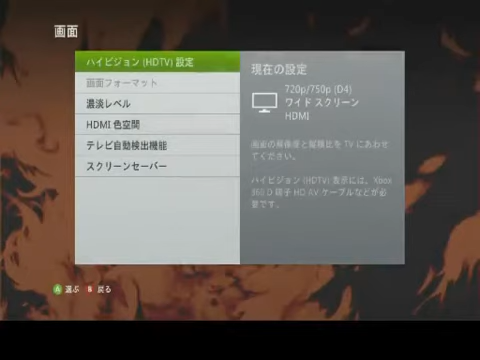 画面
ハイビジョン (HDTV) 設定
画面フォーマット
濃淡レベル
HDMI 色空間
テレビ自動検出機能
スクリーンセーバー
現在の設定
720p/750p (D4)
ワイド スクリーン
HDMI
画面の解像度と縦横比を TV にあわせ
てください。
ハイビジョン (HDTV) 表示には、Xbox
360 D 端子 HD AV ケーブルなどが必
要です。
A 選ぶ B 戻る